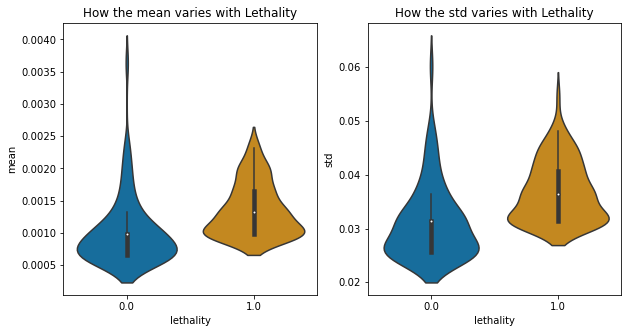 How the mean varies with Lethality
0.0040
0.0035
0.0030
0.0025
0.0020
0.0015
0.0010
0.0005
mean
0.0
1.0
lethality
How the std varies with Lethality
0.06
0.05
0.04
0.03
0.02
std
0.0
1.0
lethality